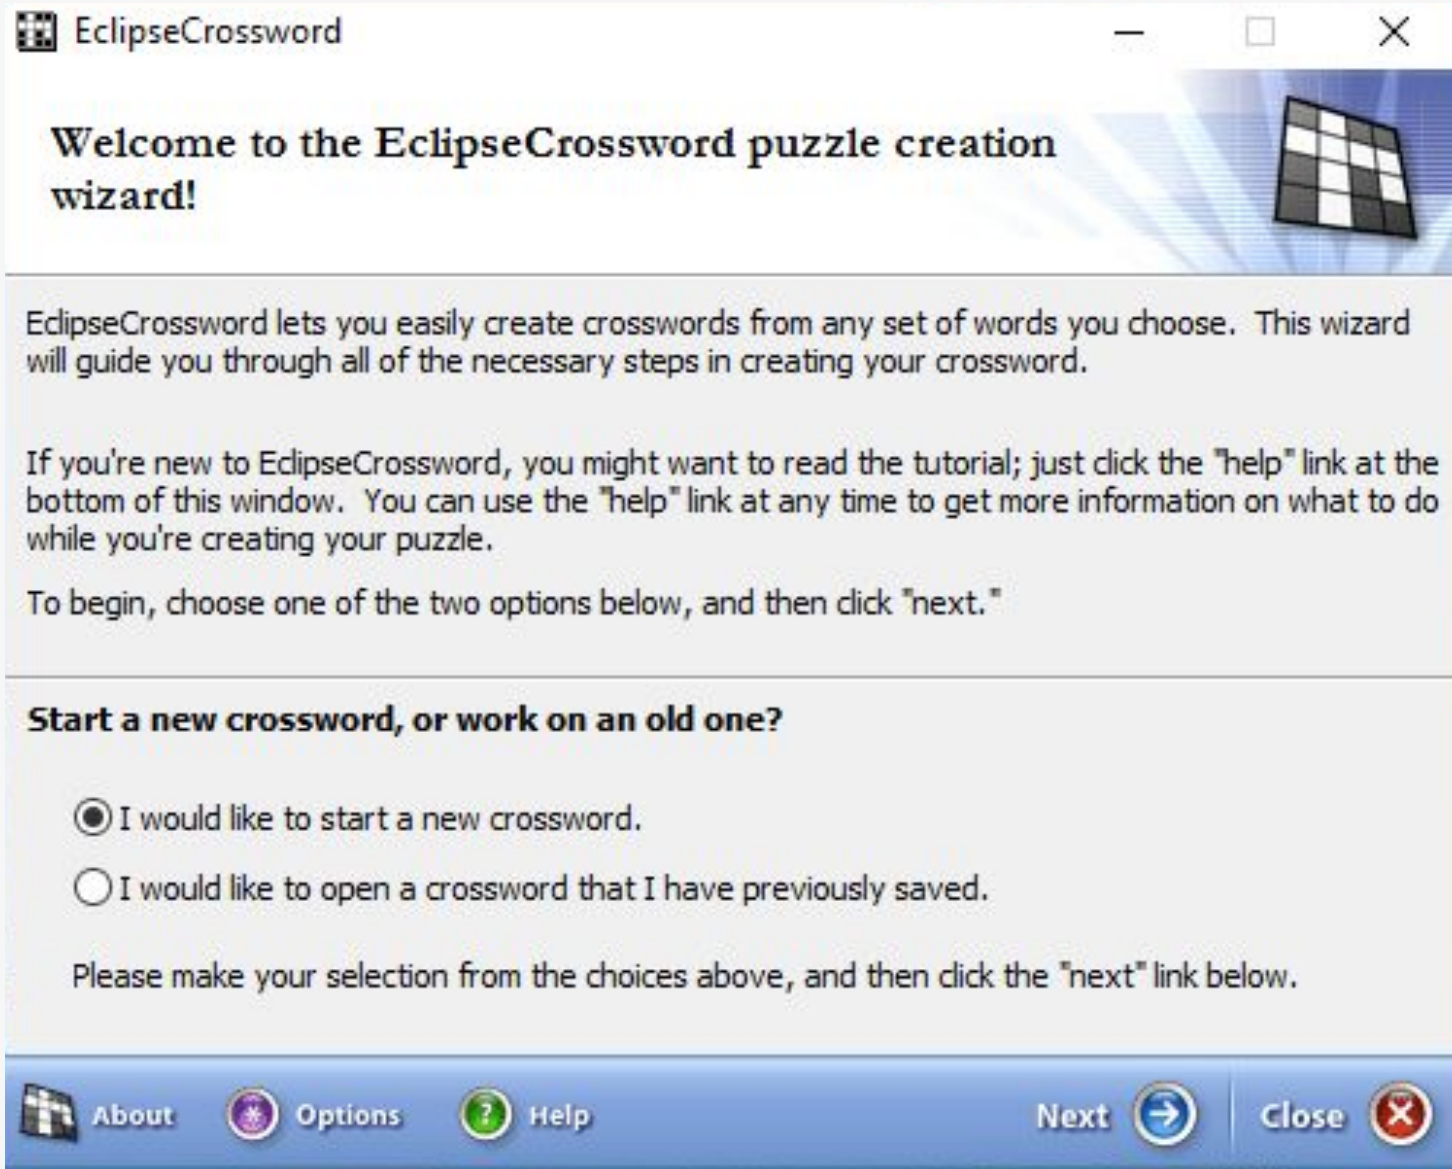 EclipseCrossword
Welcome to the EclipseCrossword puzzle creation
wizard!
EclipseCrossword lets you easily create crosswords from any set of words you choose.  This wizard
will guide you through all of the necessary steps in creating your crossword.
If you're new to EclipseCrossword, you might want to read the tutorial; just click the "help" link at the
bottom of this window.  You can use the "help" link at any time to get more information on what to do
while you're creating your puzzle.
To begin, choose one of the two options below, and then click "next."
Start a new crossword, or work on an old one?
I would like to start a new crossword.
I would like to open a crossword that I have previously saved.
Please make your selection from the choices above, and then click the "next" link below.
About Options Help Next Close